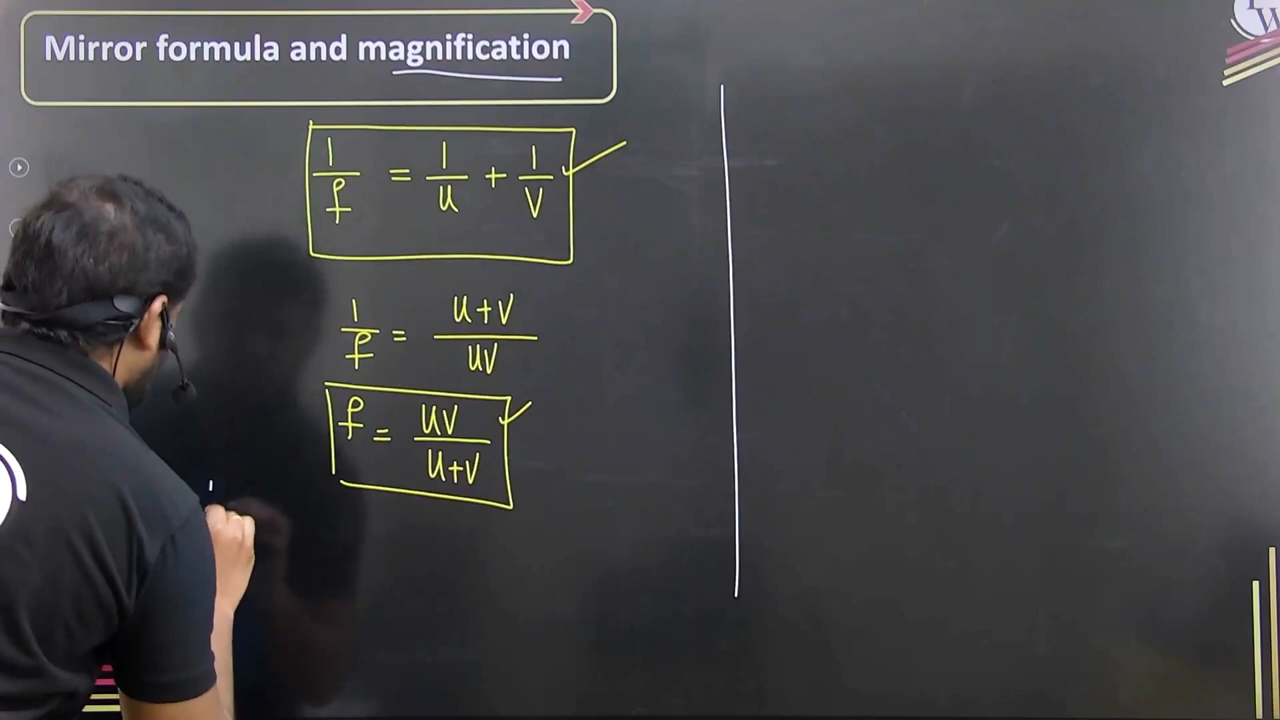 Mirror formula and magnification
1/f = 1/u + 1/v
1/f = u+v/uv
f = uv/u+v